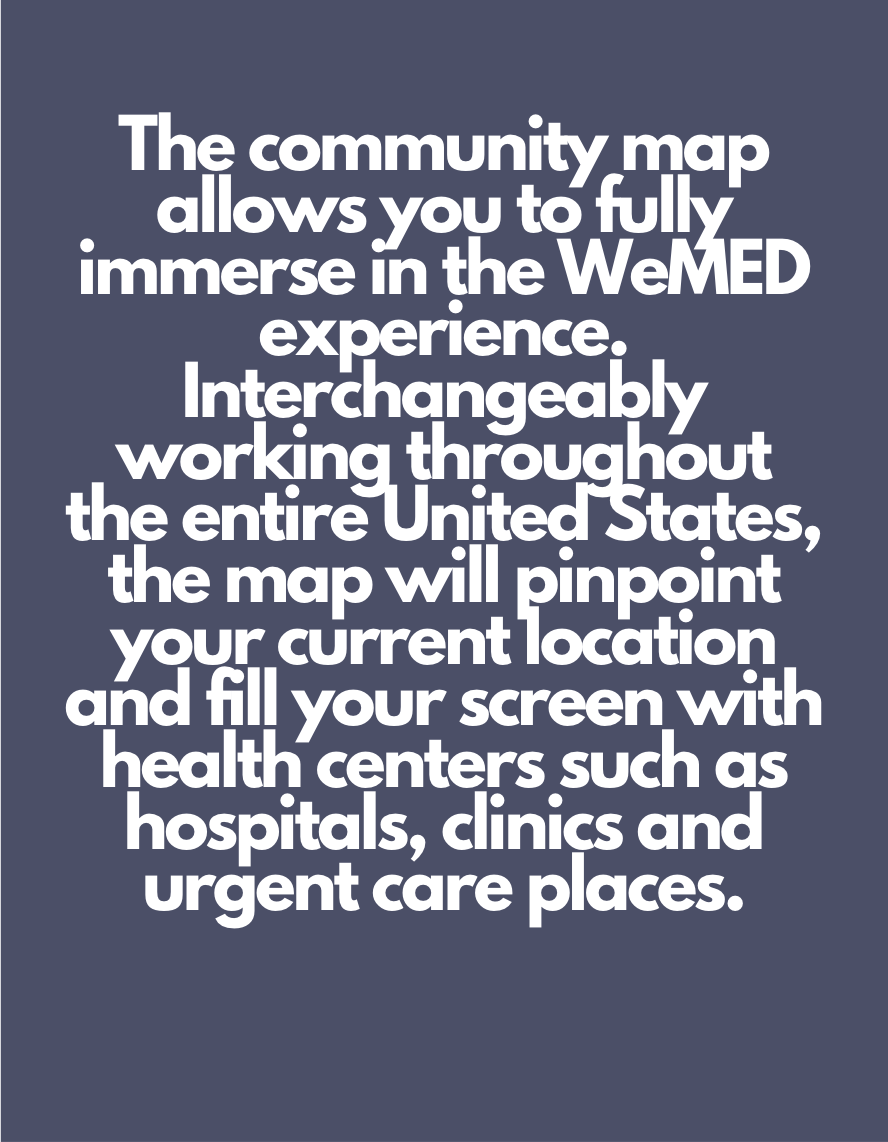 The community map
allows you to fully
immerse in the WeMED
experience.
Interchangeably
working throughout
the entire United States,
the map will pinpoint
your current location
and fill your screen with
health centers such as
hospitals, clinics and
urgent care places.